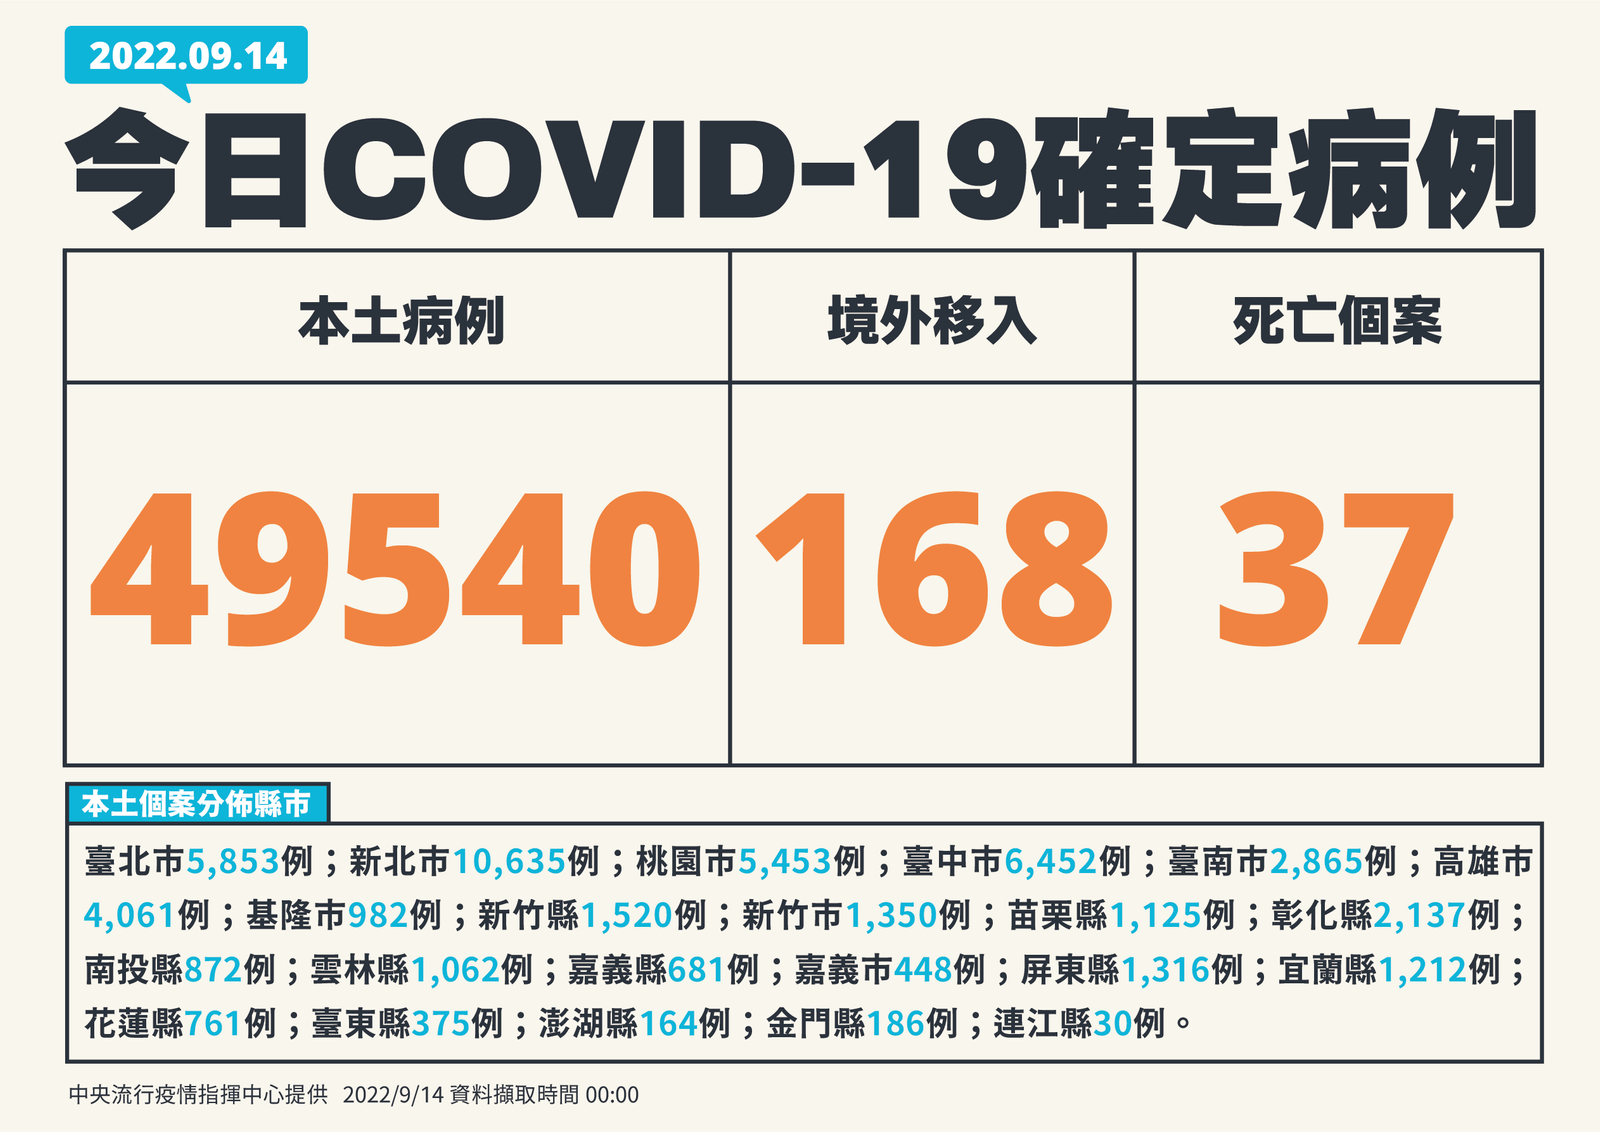 2022.09.14
今日COVID-19確定病例
本土病例 境外移入 死亡個案
49540 168 37
本土個案分佈縣市
臺北市5,853例；新北市10,635例；桃園市5,453例；臺中市6,452例；臺南市2,865例；高雄市
4,061例；基隆市982例；新竹縣1,520例；新竹市1,350例；苗栗縣1,125例；彰化縣2,137例；
南投縣872例；雲林縣1,062例；嘉義縣681例；嘉義市448例；屏東縣1,316例；宜蘭縣1,212例；
花蓮縣761例；臺東縣375例；澎湖縣164例；金門縣186例；連江縣30例。
中央流行疫情指揮中心提供 2022/9/14 資料擷取時間 00:00